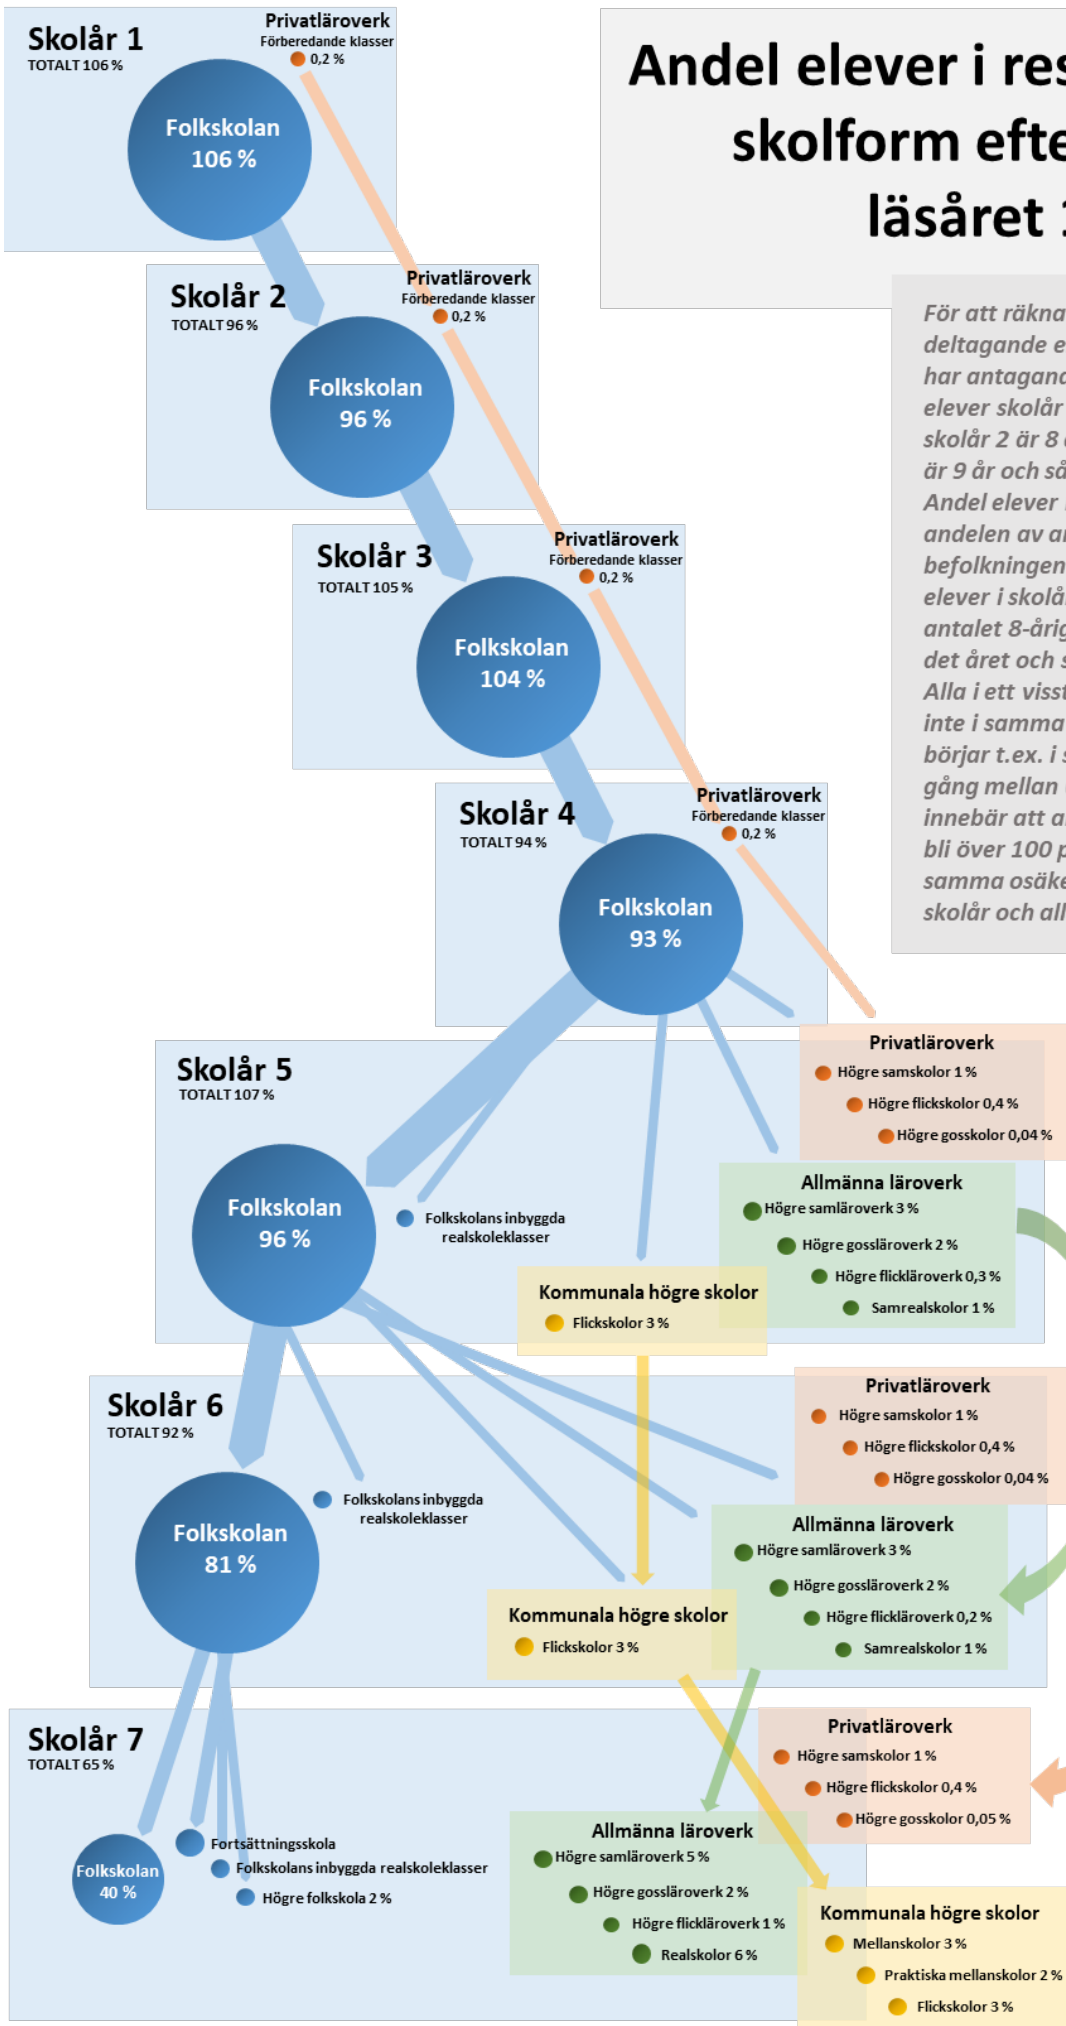 Andel elever i res
skolform efte
läsåret 1
För att räkna
deltagande e
har antagand
elever skolår
skolår 2 är 8
är 9 år och så
Andel elever
andelen av an
befolkningen
elever i skolår
antalet 8-årig
det året och s
Alla i ett visst
inte i samma
börjar t.ex. i s
gång mellan
innebär att an
bli över 100 p
samma osäke
skolår och all
Skolår 1
TOTALT 106 %
Privatläroverk
Förberedande klasser
0,2 %
Folkskolan
106 %
Skolår 2
TOTALT 96 %
Privatläroverk
Förberedande klasser
0,2 %
Folkskolan
96 %
Skolår 3
TOTALT 105 %
Privatläroverk
Förberedande klasser
0,2 %
Folkskolan
104 %
Skolår 4
TOTALT 94 %
Privatläroverk
Förberedande klasser
0,2 %
Folkskolan
93 %
Skolår 5
TOTALT 107 %
Folkskolan
96 %
Folkskolans inbyggda
realskoleklasser
Kommunala högre skolor
Flickskolor 3 %
Privatläroverk
Högre samskolor 1 %
Högre flickskolor 0,4 %
Högre gosskolor 0,04 %
Allmänna läroverk
Högre samläroverk 3 %
Högre gossläroverk 2 %
Högre flickläroverk 0,3 %
Samrealskolor 1 %
Skolår 6
TOTALT 92 %
Folkskolan
81 %
Folkskolans inbyggda
realskoleklasser
Kommunala högre skolor
Flickskolor 3 %
Privatläroverk
Högre samskolor 1 %
Högre flickskolor 0,4 %
Högre gosskolor 0,04 %
Allmänna läroverk
Högre samläroverk 3 %
Högre gossläroverk 2 %
Högre flickläroverk 0,2 %
Samrealskolor 1 %
Skolår 7
TOTALT 65 %
Folkskolan
40 %
Fortsättningsskola
Folkskolans inbyggda realskoleklasser
Högre folkskola 2 %
Allmänna läroverk
Högre samläroverk 5 %
Högre gossläroverk 2 %
Högre flickläroverk 1 %
Realskolor 6 %
Privatläroverk
Högre samskolor 1 %
Högre flickskolor 0,4 %
Högre gosskolor 0,05 %
Kommunala högre skolor
Mellanskolor 3 %
Praktiska mellanskolor 2 %
Flickskolor 3 %